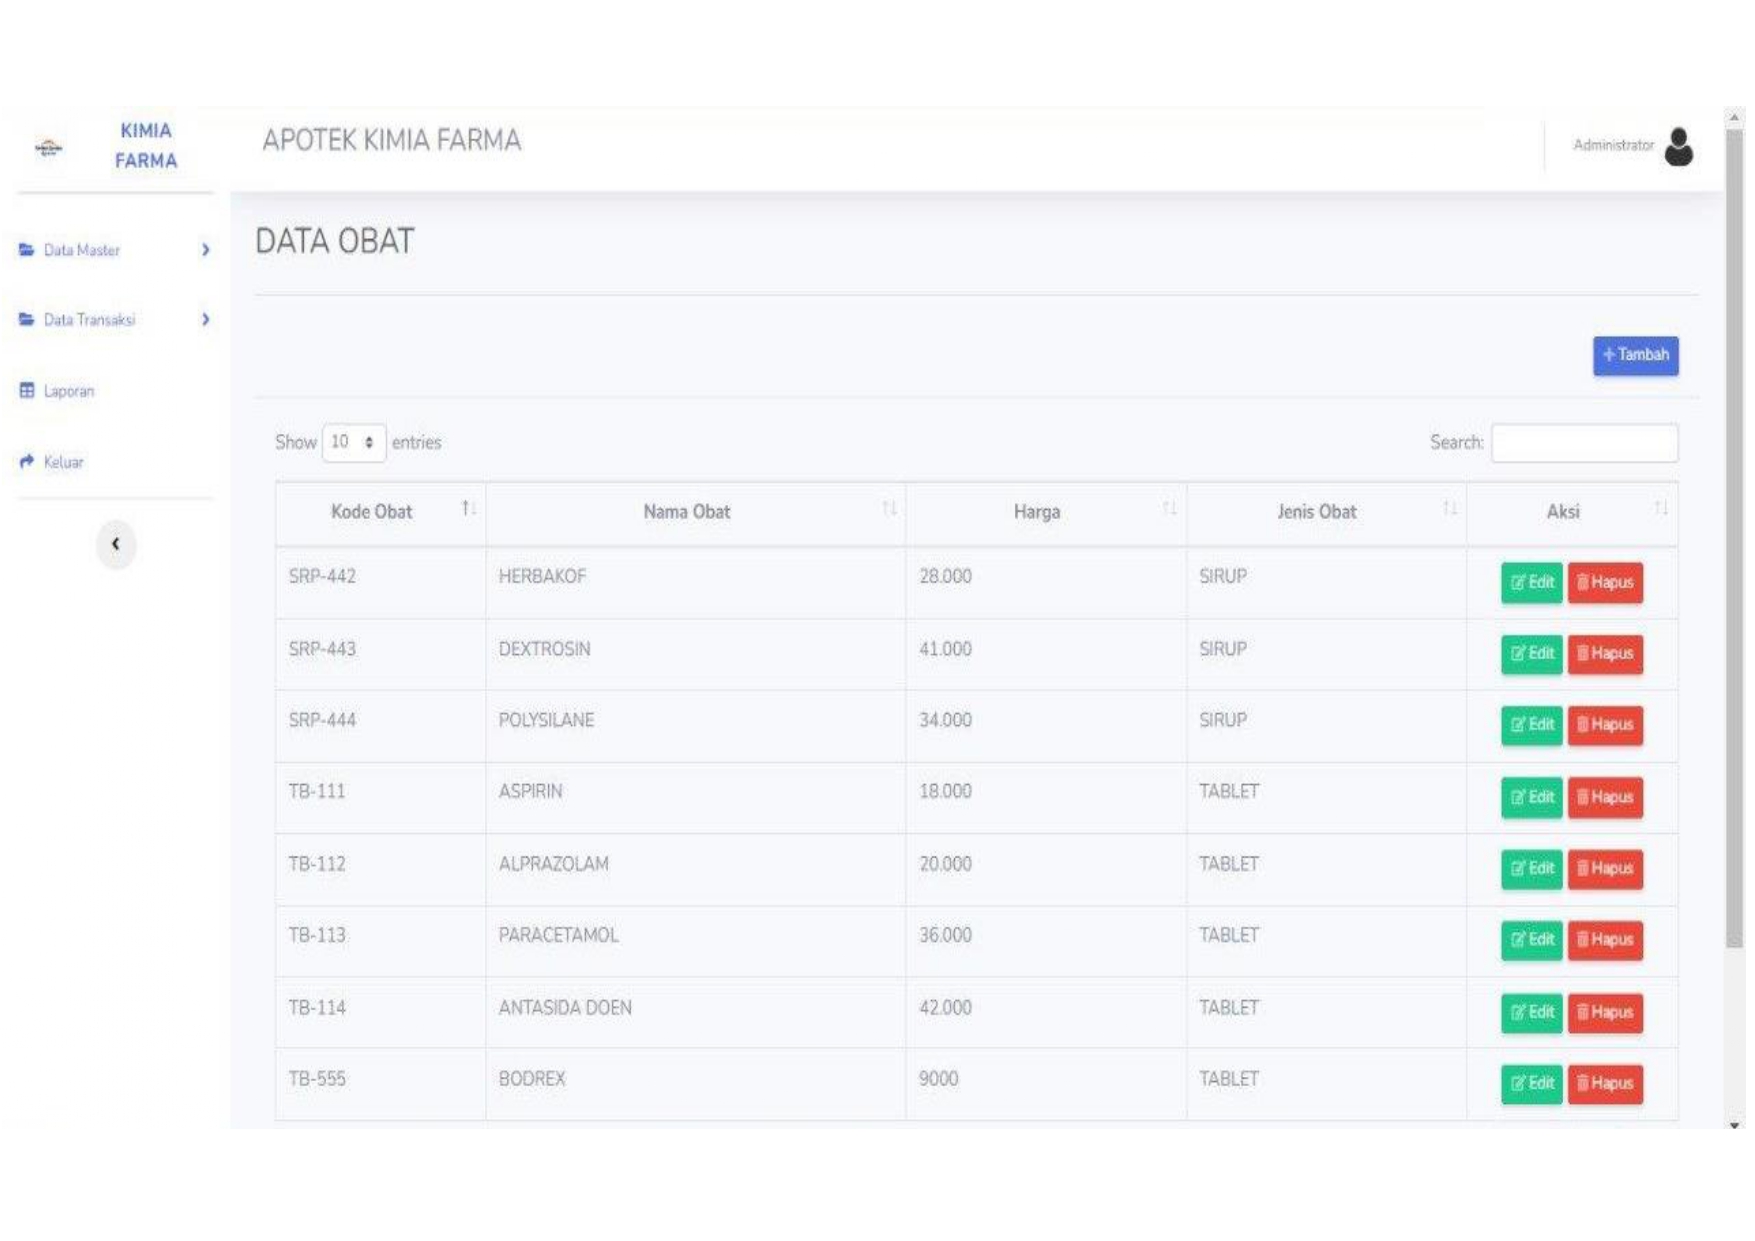 KIMIA
FARMA
APOTEK KIMIA FARMA
Administrator
Data Master
Data Transaksi
Laporan
Keluar
DATA OBAT
+ Tambah
Show 10 entries
Search:
Kode Obat Nama Obat Harga Jenis Obat Aksi
SRP-442 HERBAKOF 28.000 SIRUP Edit Hapus
SRP-443 DEXTROSIN 41.000 SIRUP Edit Hapus
SRP-444 POLYSILANE 34.000 SIRUP Edit Hapus
TB-111 ASPIRIN 18.000 TABLET Edit Hapus
TB-112 ALPRAZOLAM 20.000 TABLET Edit Hapus
TB-113 PARACETAMOL 36.000 TABLET Edit Hapus
TB-114 ANTASIDA DOEN 42.000 TABLET Edit Hapus
TB-555 BODREX 9000 TABLET Edit Hapus